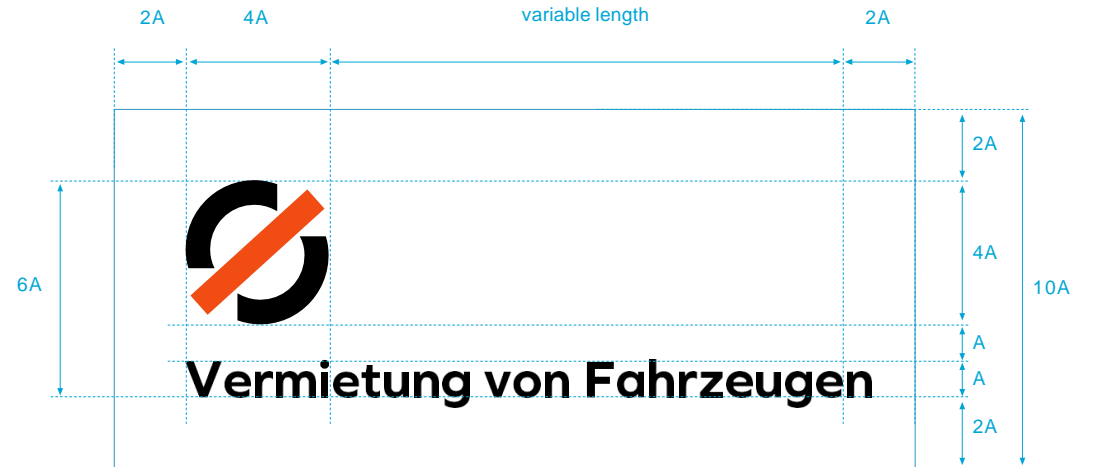 2A 4A variable length 2A
2A
4A
6A
10A
A
Vermietung von Fahrzeugen
A
2A